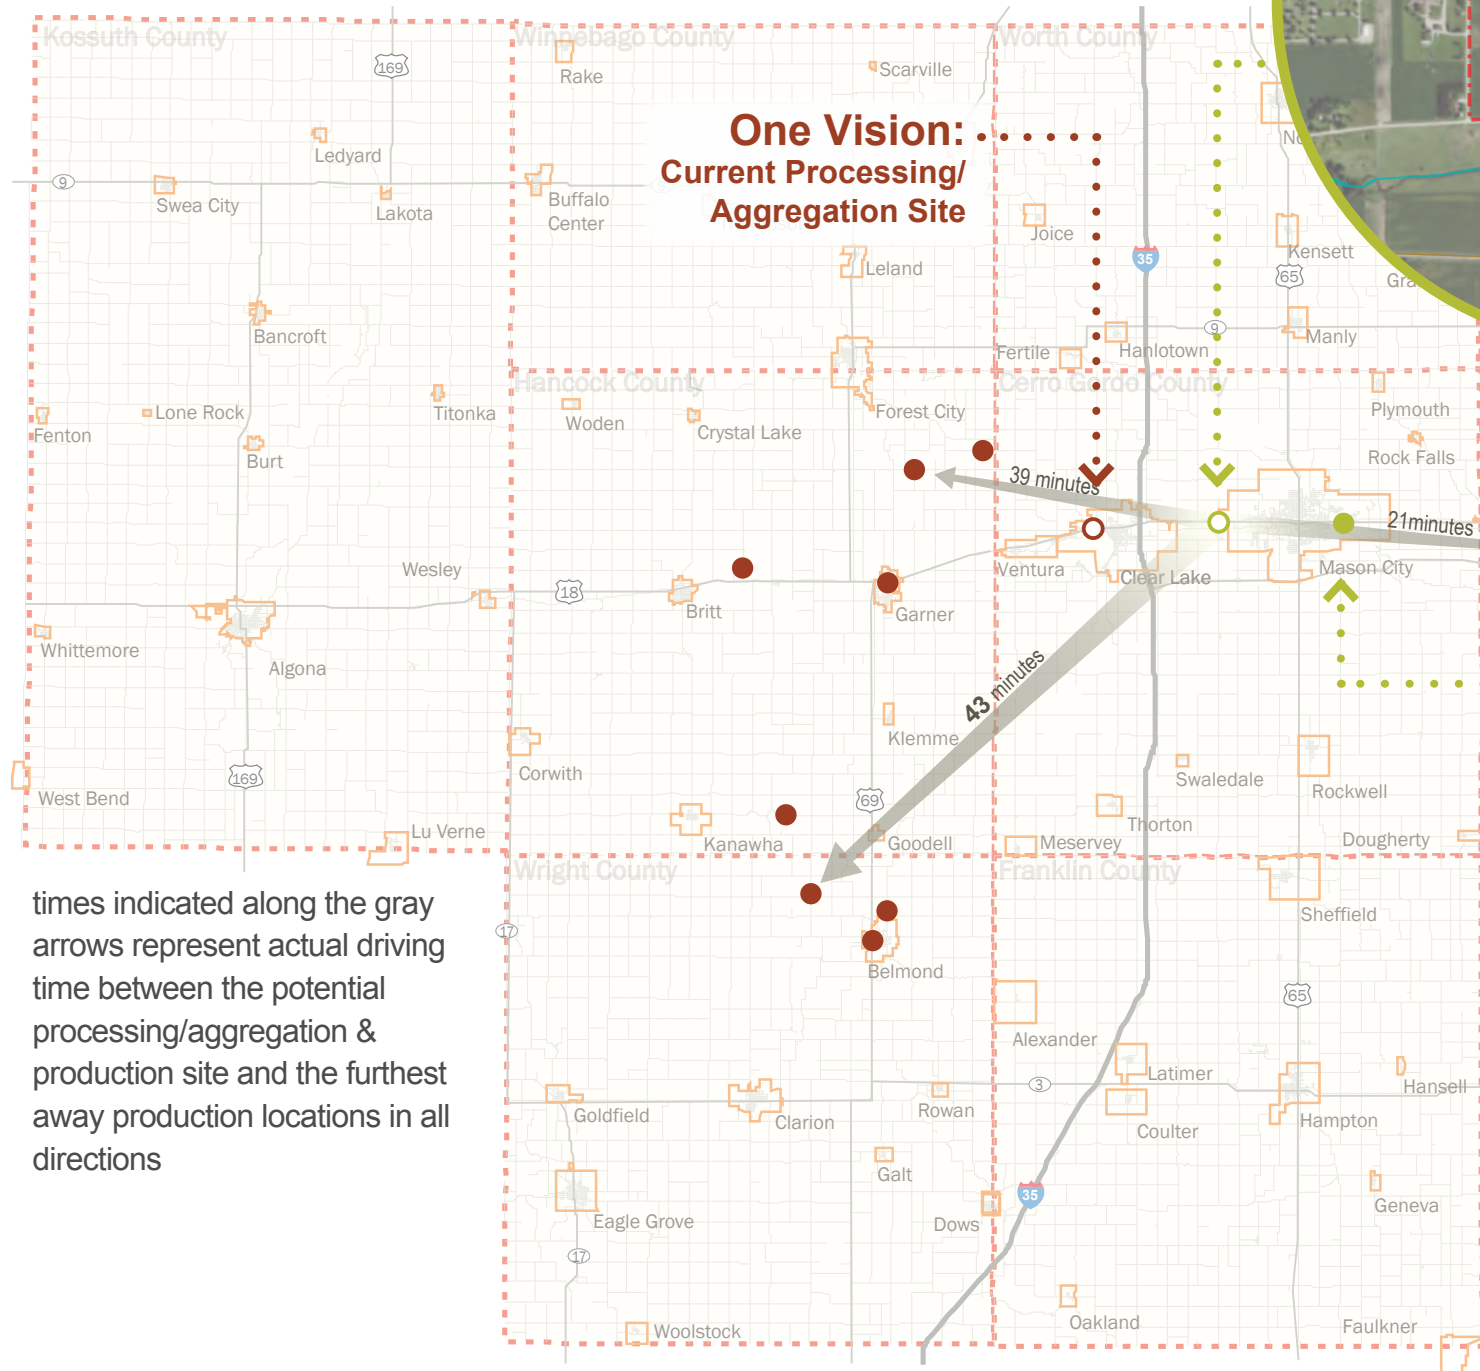 Kossuth County
Winnebago County
Worth County
169
Rake
Scarville
One Vision:
Current Processing/
Aggregation Site
Ledyard
9
Swea City
Lakota
Buffalo
Center
Joice
Kensett
35
65
Leland
Bancroft
9
Manly
Fertile
Hanlotown
Hancock County
Cerro Gordo County
Fenton
Lone Rock
Titonka
Woden
Crystal Lake
Forest City
Plymouth
Burt
Rock Falls
39 minutes
21minutes
Wesley
18
Britt
Garner
Ventura
Clear Lake
Mason City
Whittemore
Algona
43 minutes
Klemme
Corwith
169
West Bend
69
Swaledale
Rockwell
Lu Verne
Kanawha
Goodell
Meservey
Thorton
Dougherty
Wright County
Franklin County
times indicated along the gray
arrows represent actual driving
time between the potential
processing/aggregation &
production site and the furthest
away production locations in all
directions
17
Belmond
Sheffield
65
Alexander
Latimer
3
Hansell
Goldfield
Clarion
Rowan
Coulter
Hampton
Galt
Eagle Grove
Dows
35
Geneva
17
Woolstock
Oakland
Faulkner